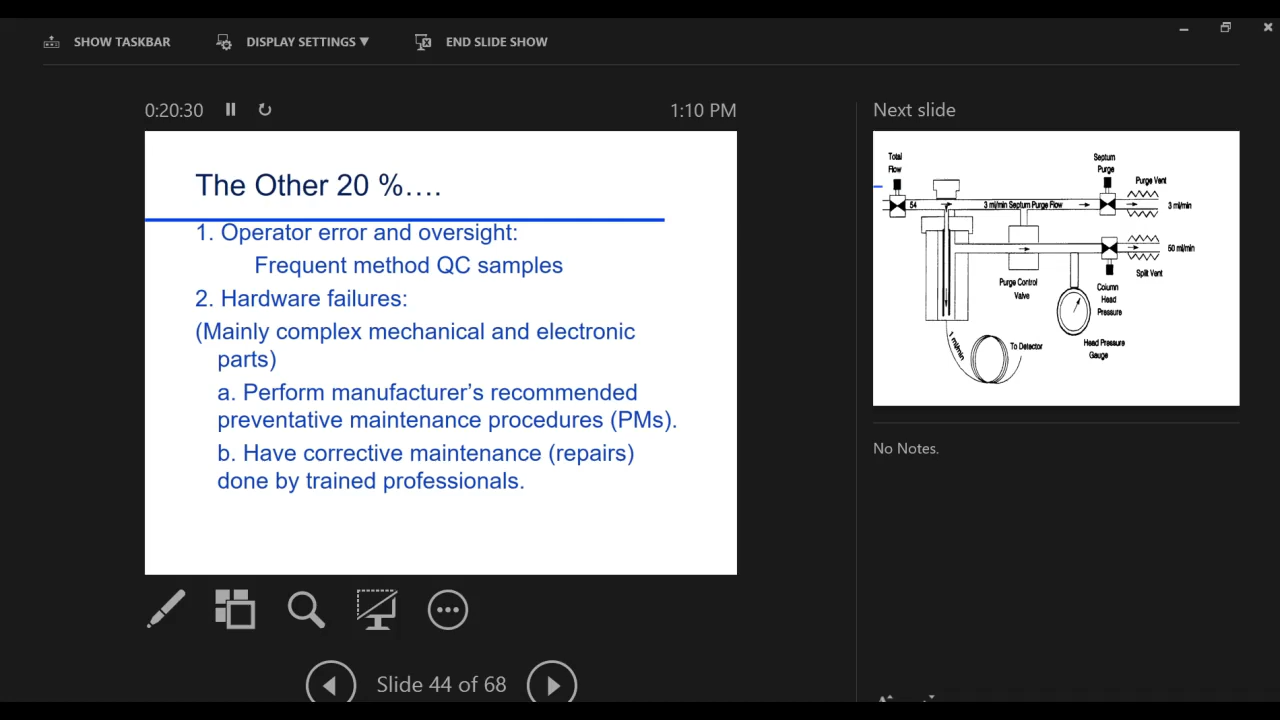 SHOW TASKBAR
DISPLAY SETTINGS ▼
END SLIDE SHOW
0:20:30
1:10 PM
The Other 20 %….
1. Operator error and oversight:
Frequent method QC samples
2. Hardware failures:
(Mainly complex mechanical and electronic
parts)
a. Perform manufacturer’s recommended
preventative maintenance procedures (PMs).
b. Have corrective maintenance (repairs)
done by trained professionals.
Slide 44 of 68
Next slide
Total
Flow
Septum
Purge
Purge Vent
54
3 ml/min Septum Purge Flow
3 ml/min
50 ml/min
Split Vent
Purge Control
Valve
Column
Head
Pressure
Head Pressure
Gauge
1 ml/min
To Detector
No Notes.